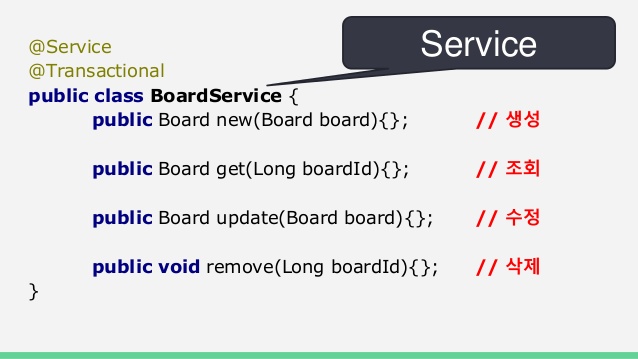 Service
@Service
@Transactional
public class BoardService {
public Board new(Board board){}; // 생성
public Board get(Long boardId){}; // 조회
public Board update(Board board){}; // 수정
public void remove(Long boardId){}; // 삭제
}